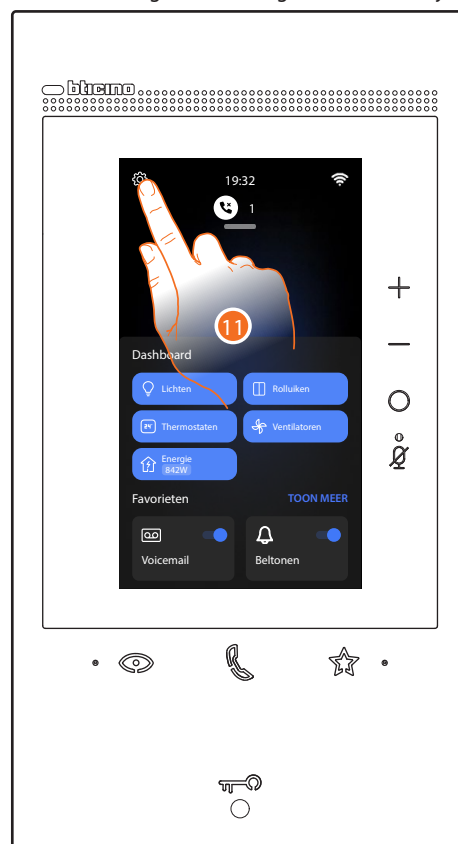 bticino
19:32
1
11
Dashboard
Lichten
Rolluiken
Thermostaten
Ventilatoren
Energie
842W
Favorieten
TOON MEER
Voicemail
Beltonen